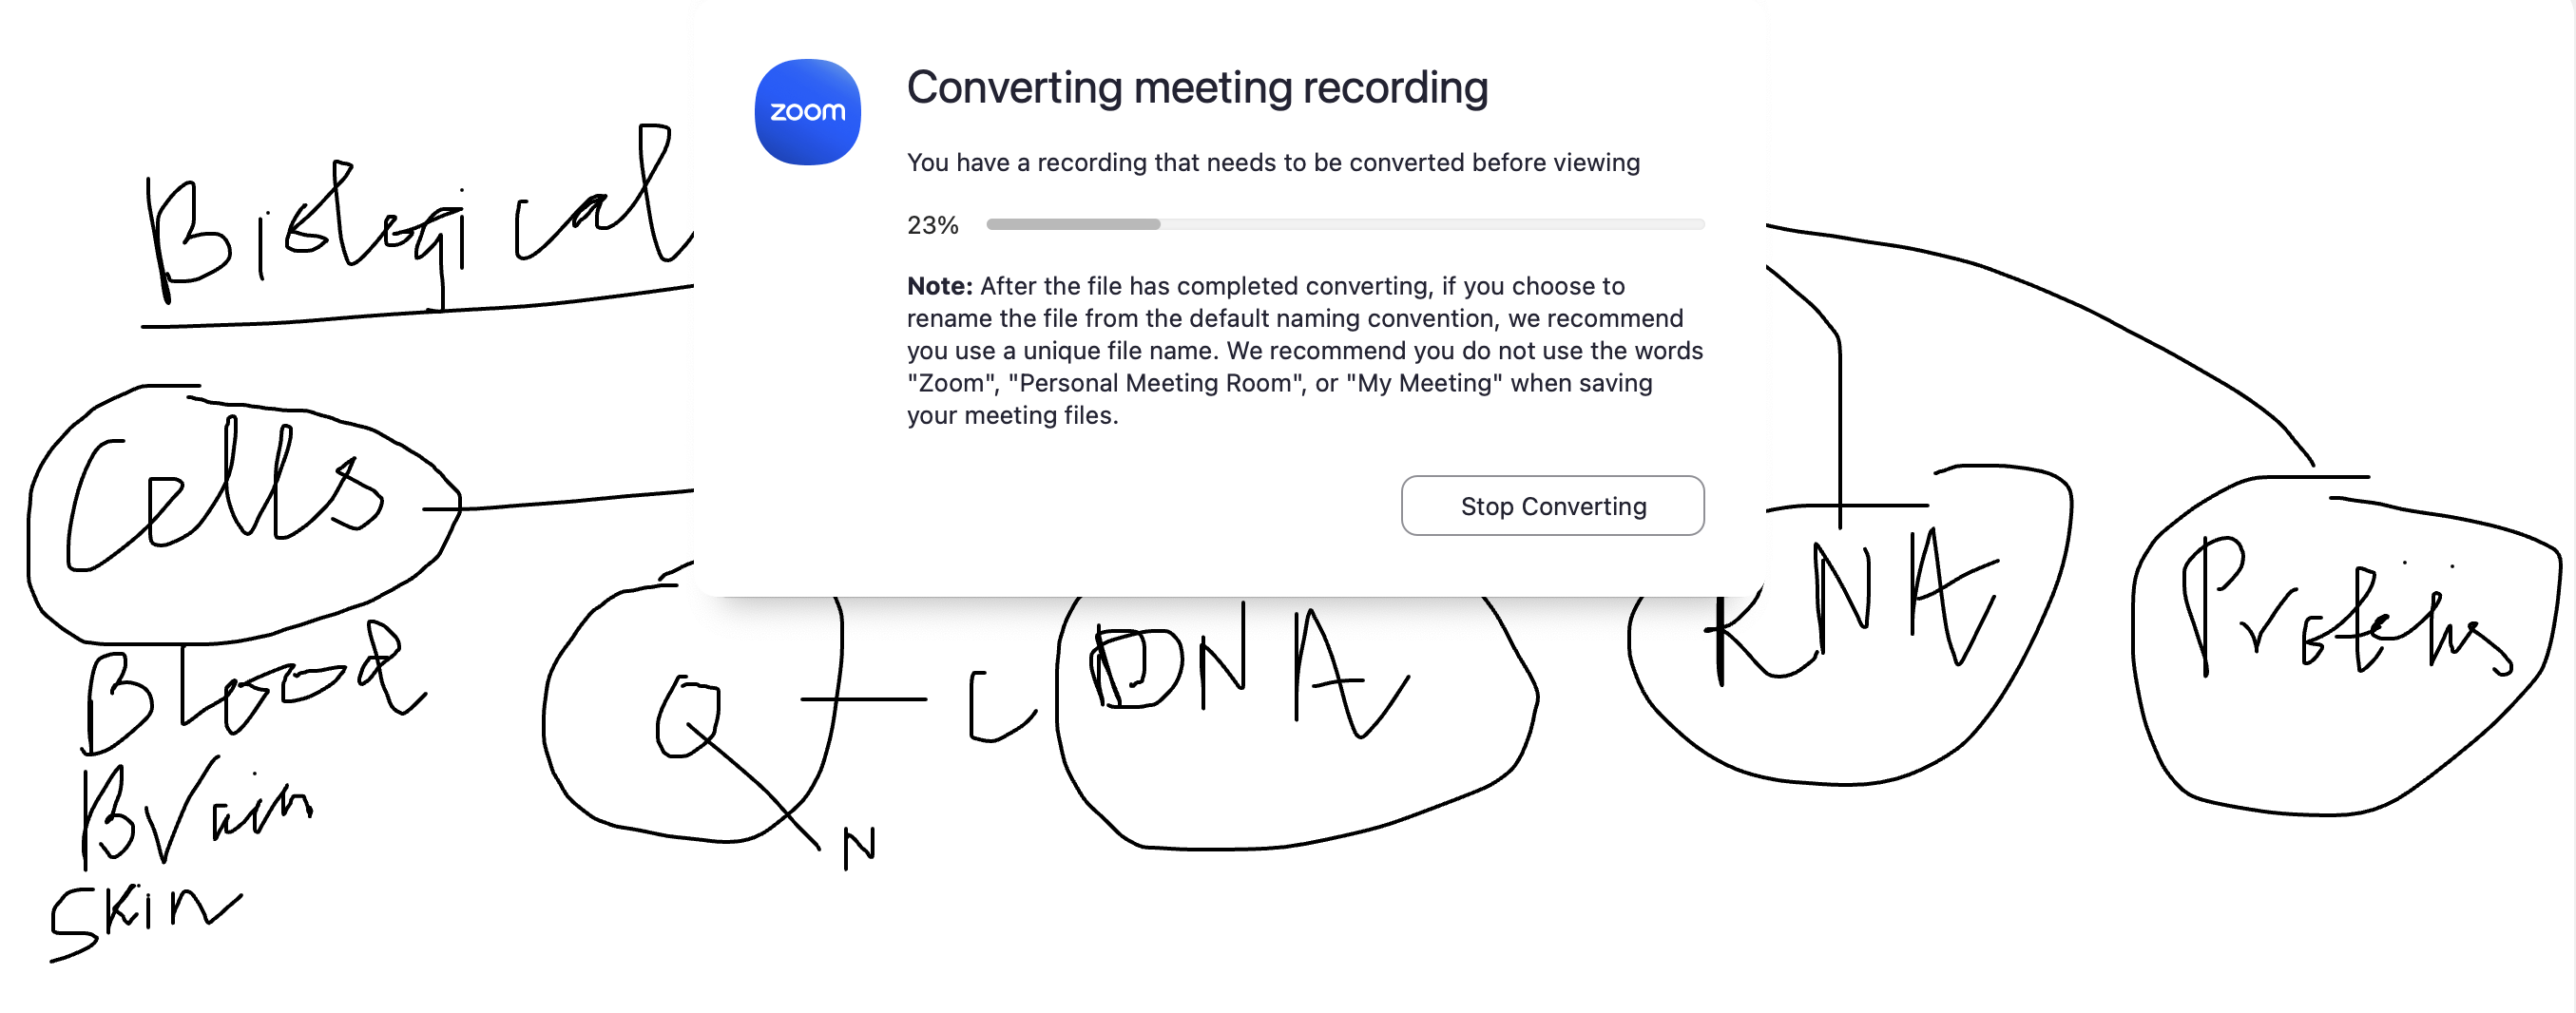 Biological
zoom
Converting meeting recording
You have a recording that needs to be converted before viewing
23%
Note: After the file has completed converting, if you choose to
rename the file from the default naming convention, we recommend
you use a unique file name. We recommend you do not use the words
"Zoom", "Personal Meeting Room", or "My Meeting" when saving
your meeting files.
Stop Converting
Cells
Blood
Brain
Skin
N
C
DNA
RNA
Proteins